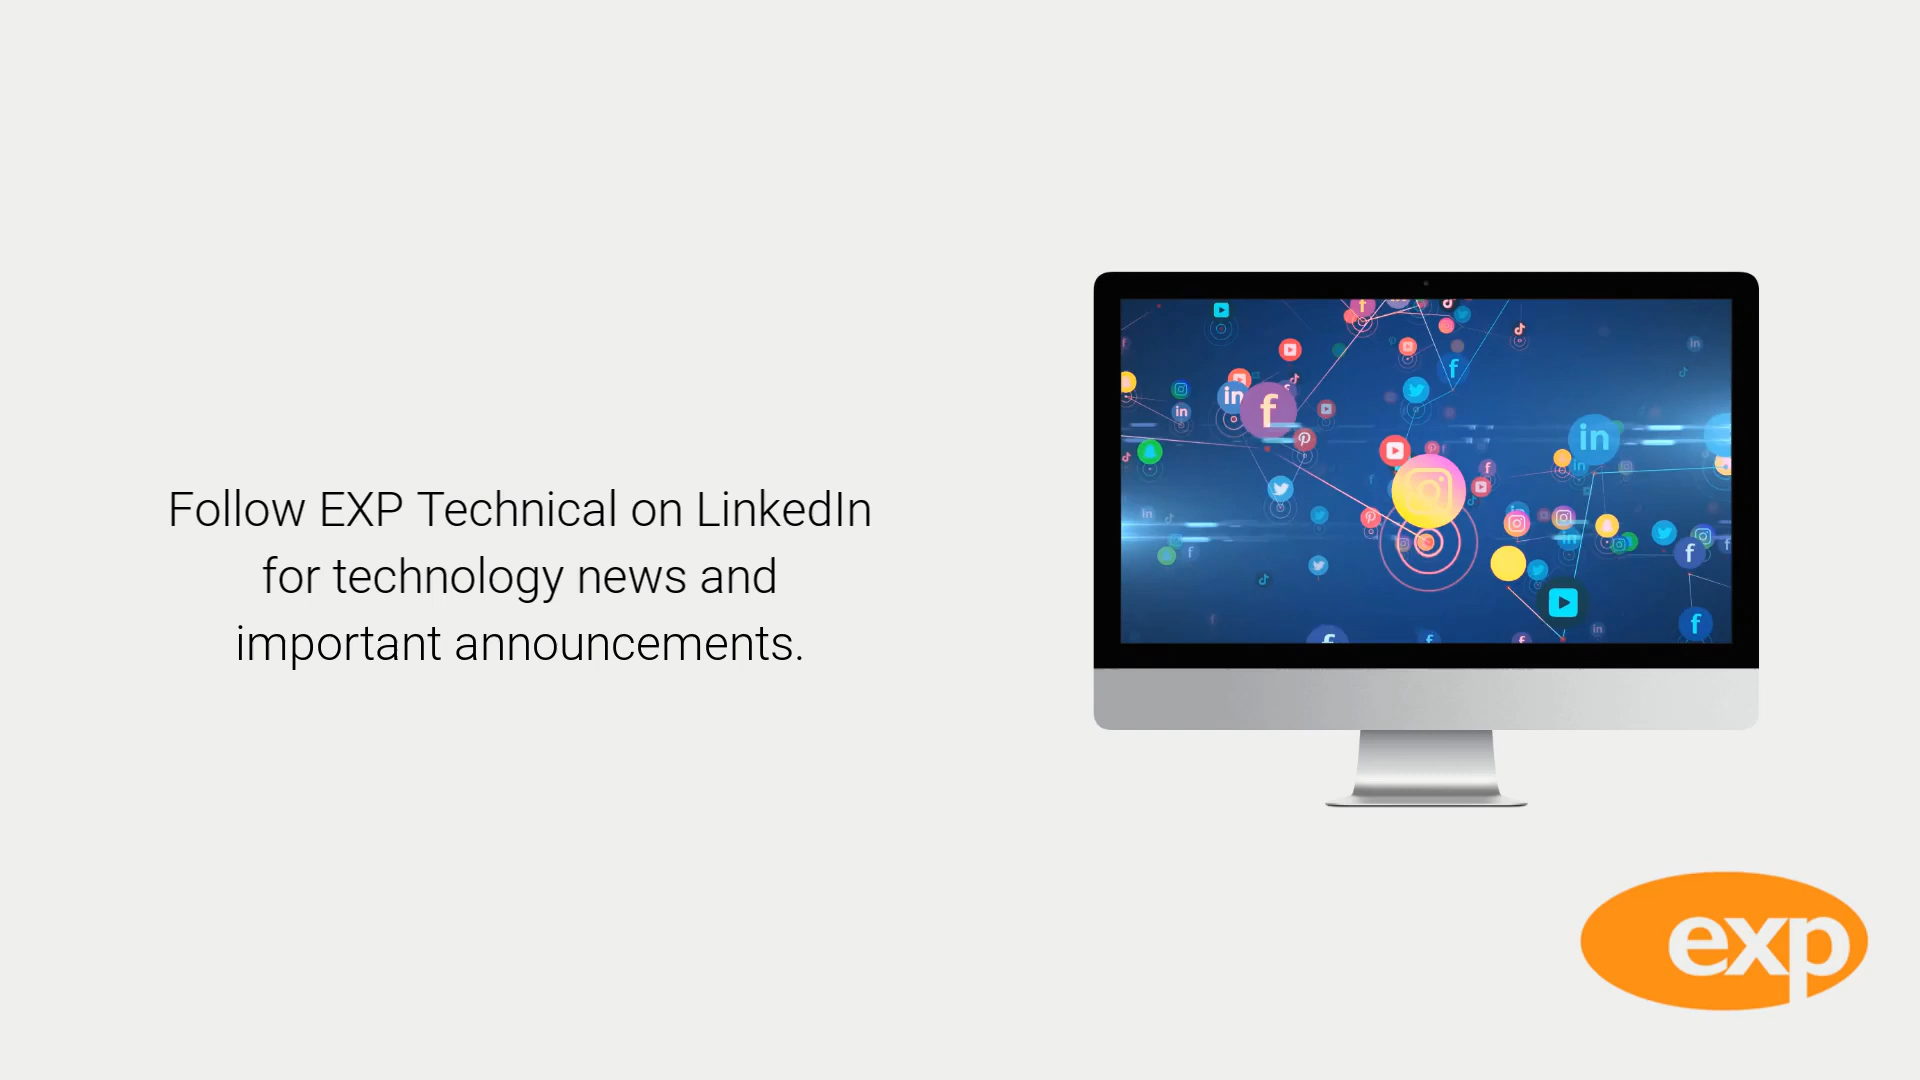 Follow EXP Technical on LinkedIn
for technology news and
important announcements.
exp